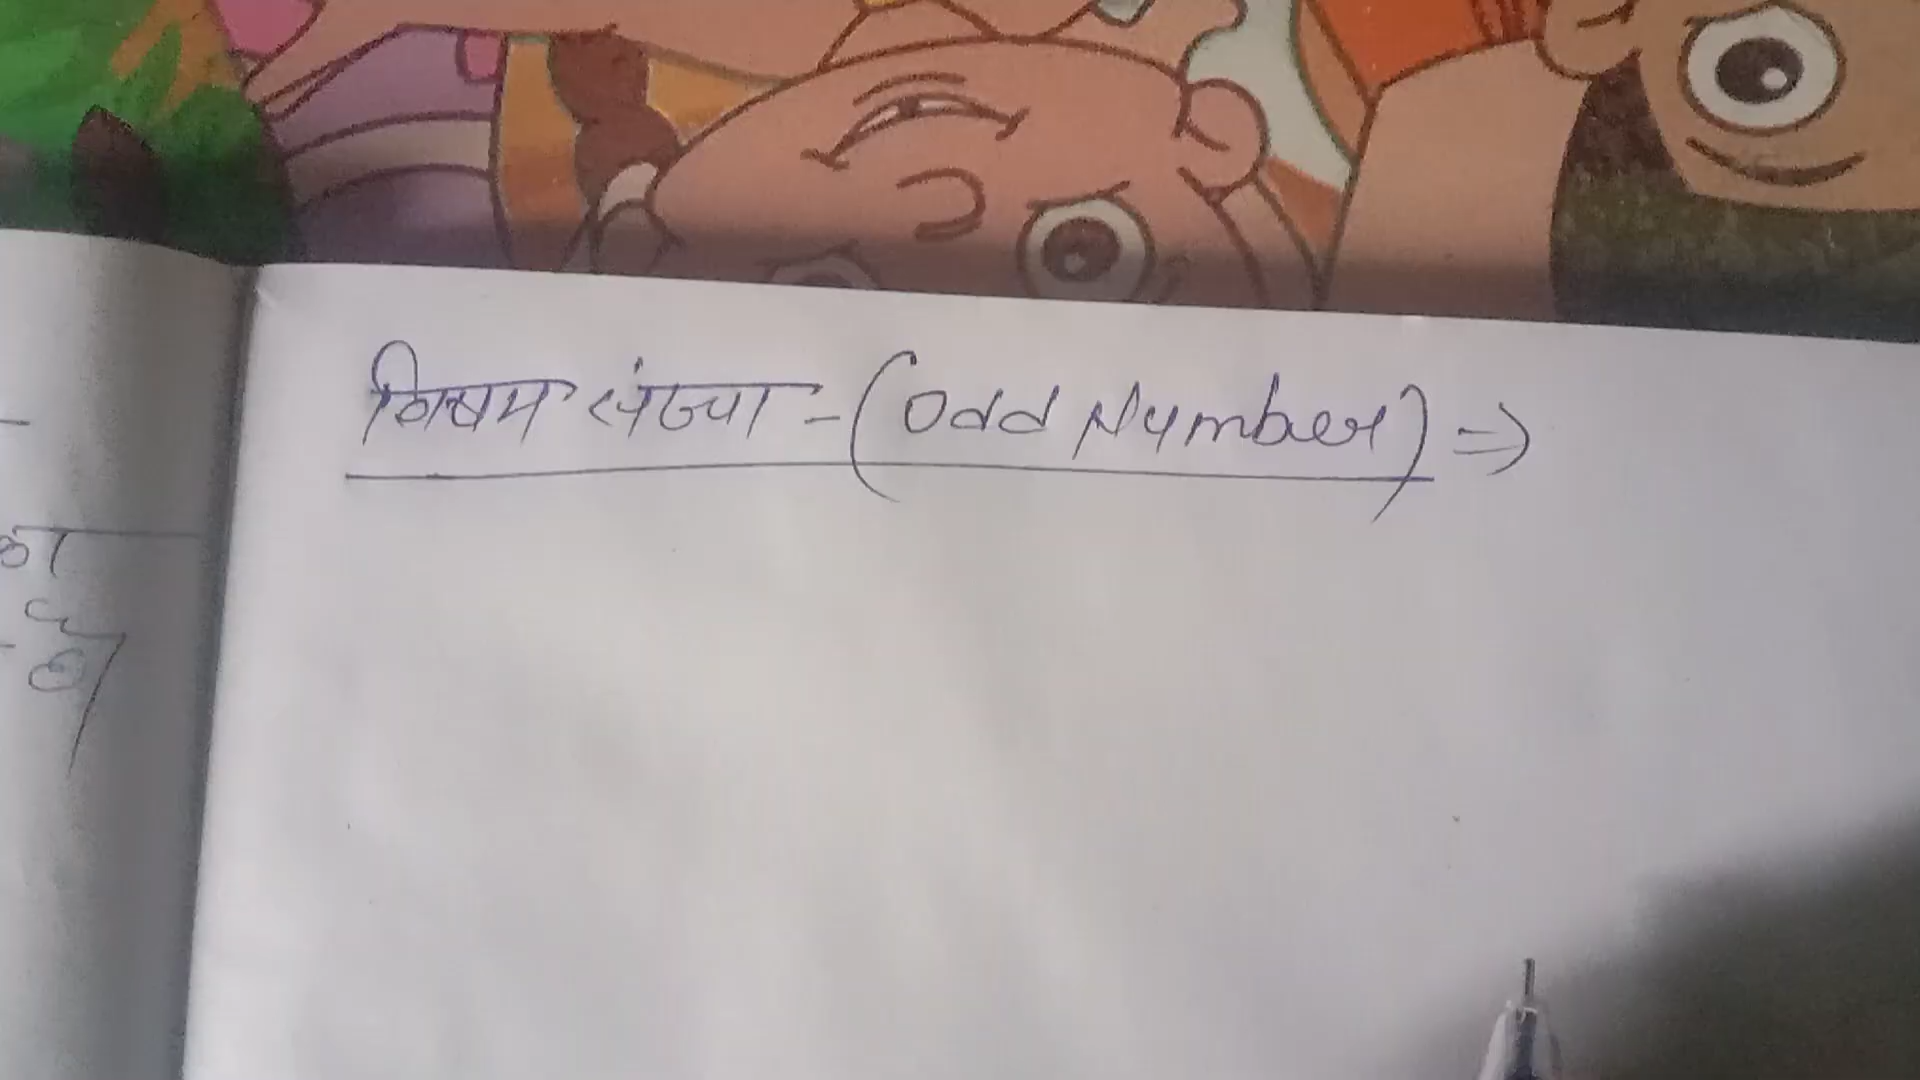 विषम संख्या - (Odd Number) ⇒
का